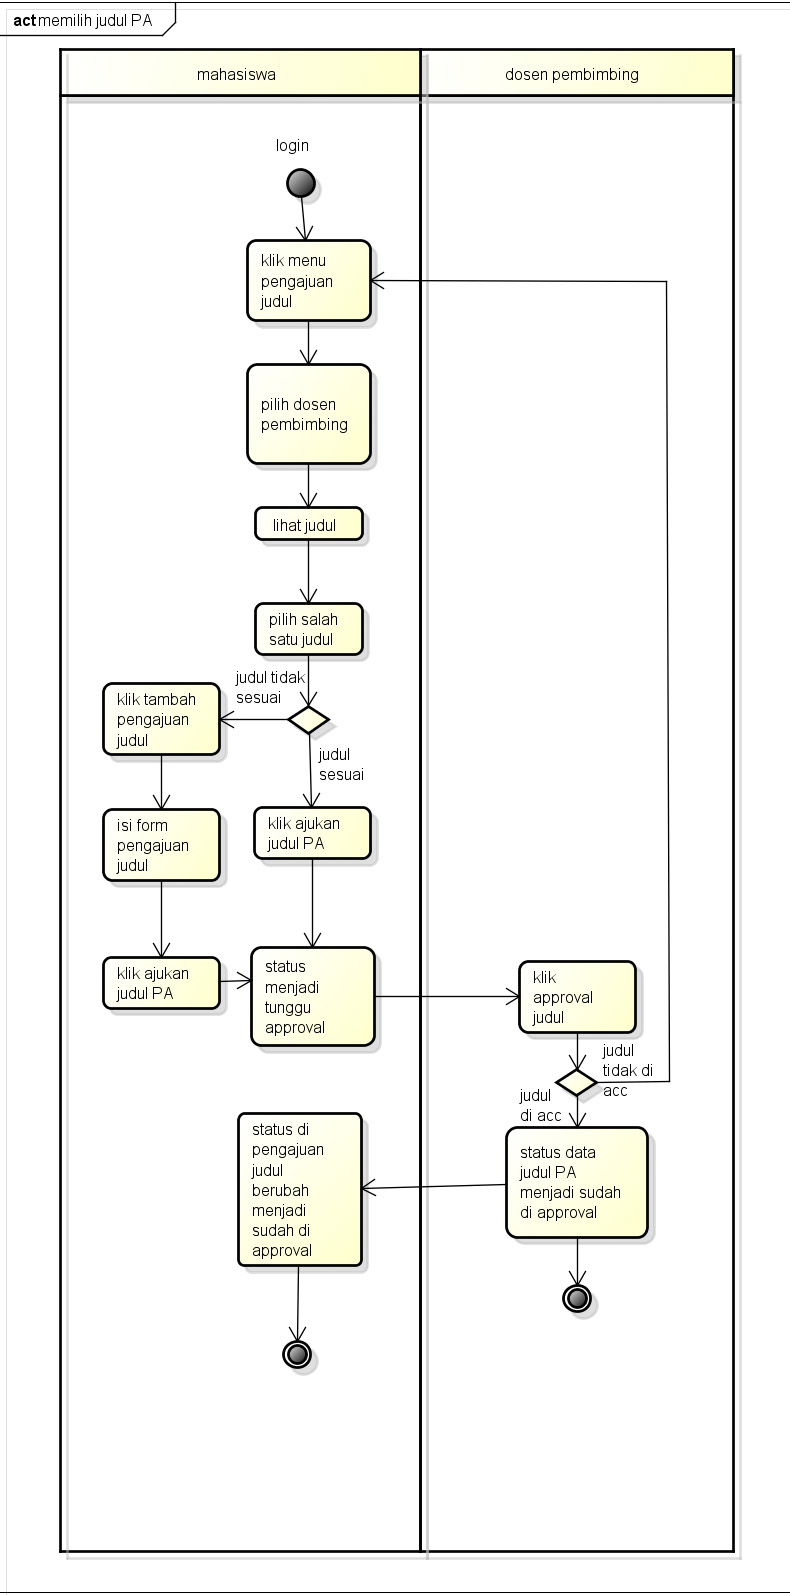 act memilih judul PA
mahasiswa
dosen pembimbing
login
klik menu
pengajuan
judul
pilih dosen
pembimbing
lihat judul
pilih salah
satu judul
judul tidak
sesuai
klik tambah
pengajuan
judul
judul
sesuai
isi form
pengajuan
judul
klik ajukan
judul PA
klik ajukan
judul PA
status
menjadi
tunggu
approval
klik
approval
judul
judul
tidak di
acc
judul
di acc
status di
pengajuan
judul
berubah
menjadi
sudah di
approval
status data
judul PA
menjadi sudah
di approval